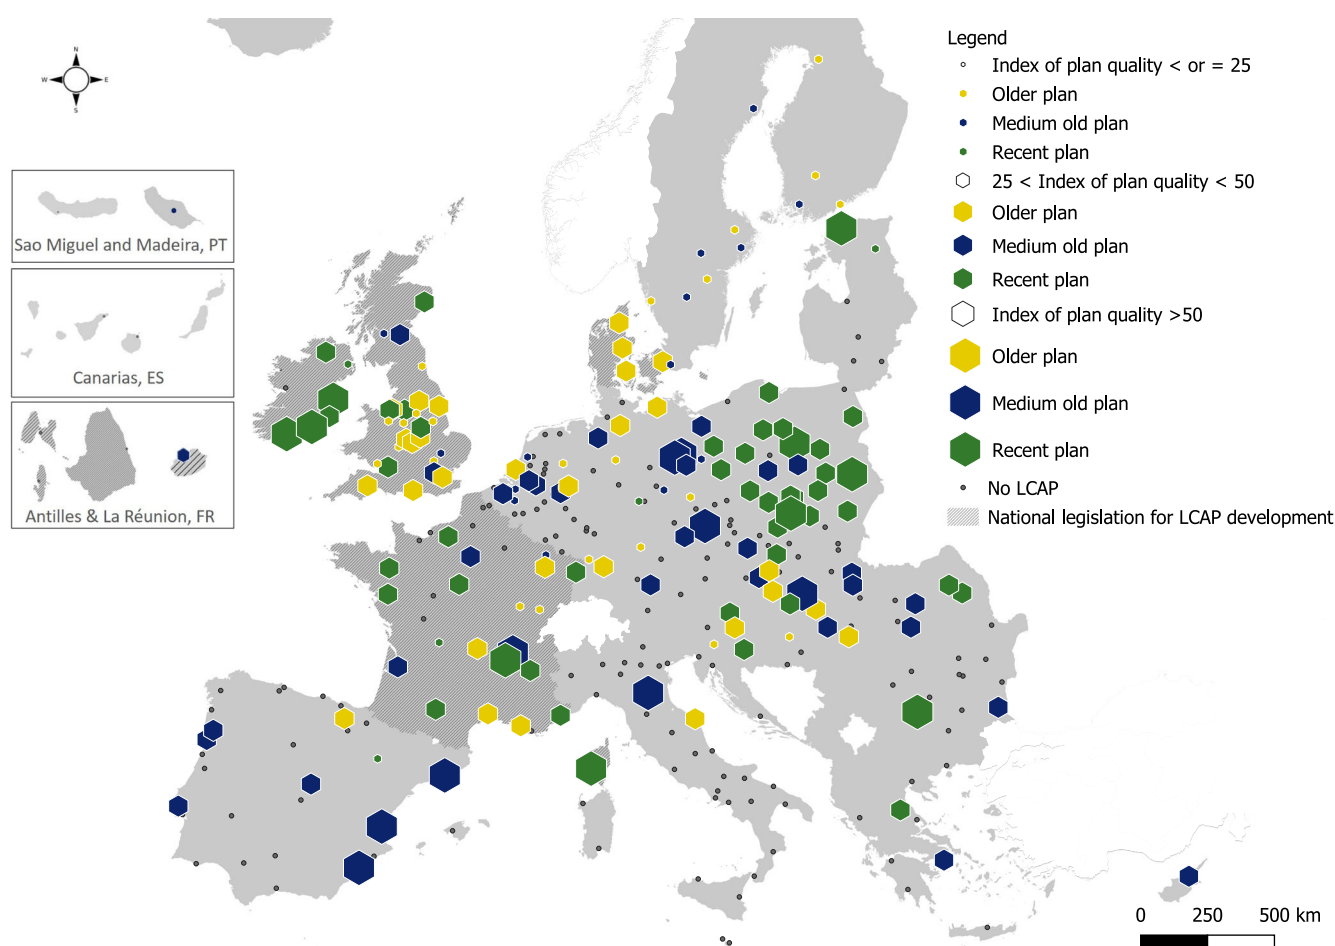 N
W E
S
Sao Miguel and Madeira, PT
Canarias, ES
Antilles & La Réunion, FR
Legend
Index of plan quality < or = 25
Older plan
Medium old plan
Recent plan
25 < Index of plan quality < 50
Older plan
Medium old plan
Recent plan
Index of plan quality >50
Older plan
Medium old plan
Recent plan
No LCAP
National legislation for LCAP development
0 250 500 km